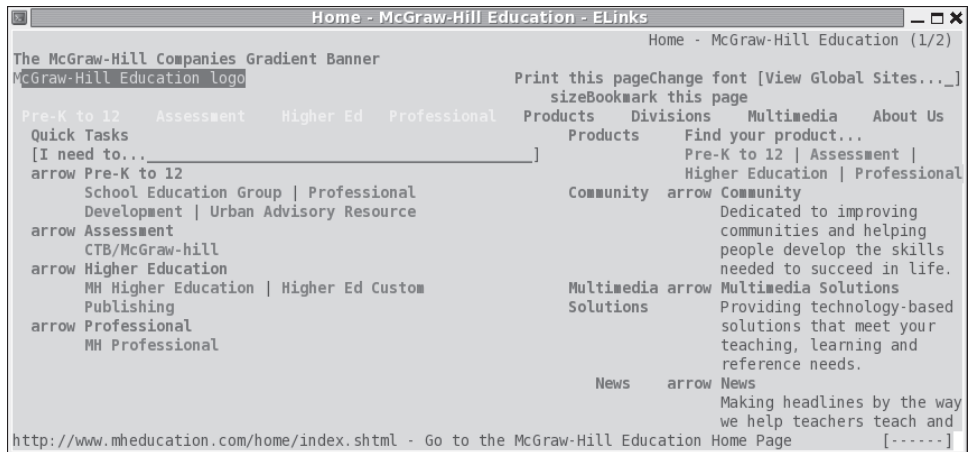 Home - McGraw-Hill Education - ELinks
Home - McGraw-Hill Education (1/2)
The McGraw-Hill Companies Gradient Banner
McGraw-Hill Education logo Print this pageChange font [View Global Sites..._]
sizeBookmark this page
Pre-K to 12 Assessment Higher Ed Professional Products Divisions Multimedia About Us
Quick Tasks Products Find your product...
[I need to...___________________________________________] Pre-K to 12 | Assessment |
arrow Pre-K to 12 Higher Education | Professional
School Education Group | Professional Community arrow Community
Development | Urban Advisory Resource Dedicated to improving
arrow Assessment communities and helping
CTB/McGraw-hill people develop the skills
arrow Higher Education needed to succeed in life.
MH Higher Education | Higher Ed Custom Multimedia arrow Multimedia Solutions
Publishing Solutions Providing technology-based
arrow Professional solutions that meet your
MH Professional teaching, learning and
reference needs.
News arrow News
Making headlines by the way
we help teachers teach and
http://www.mheducation.com/home/index.shtml - Go to the McGraw-Hill Education Home Page [------]